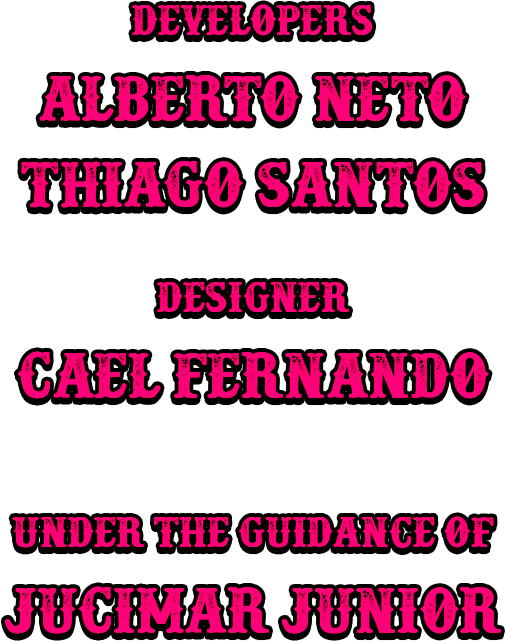 DEVELOPERS
ALBERTO NETO
THIAGO SANTOS
DESIGNER
CAEL FERNANDO
UNDER THE GUIDANCE OF
JUCIMAR JUNIOR